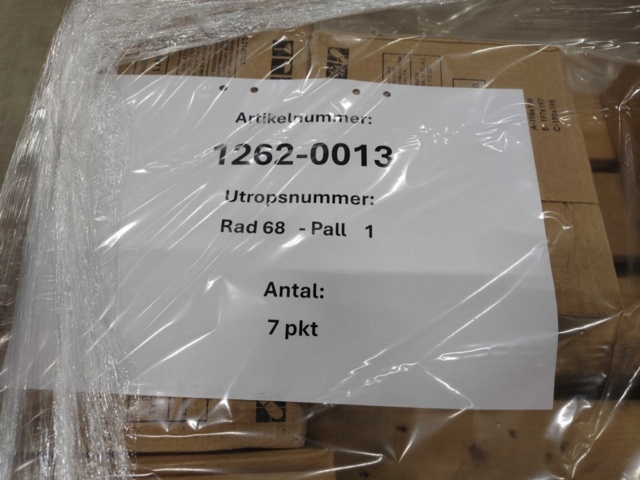 Artikelnummer:
1262-0013
Utropsnummer:
Rad 68 - Pall 1
Antal:
7 pkt